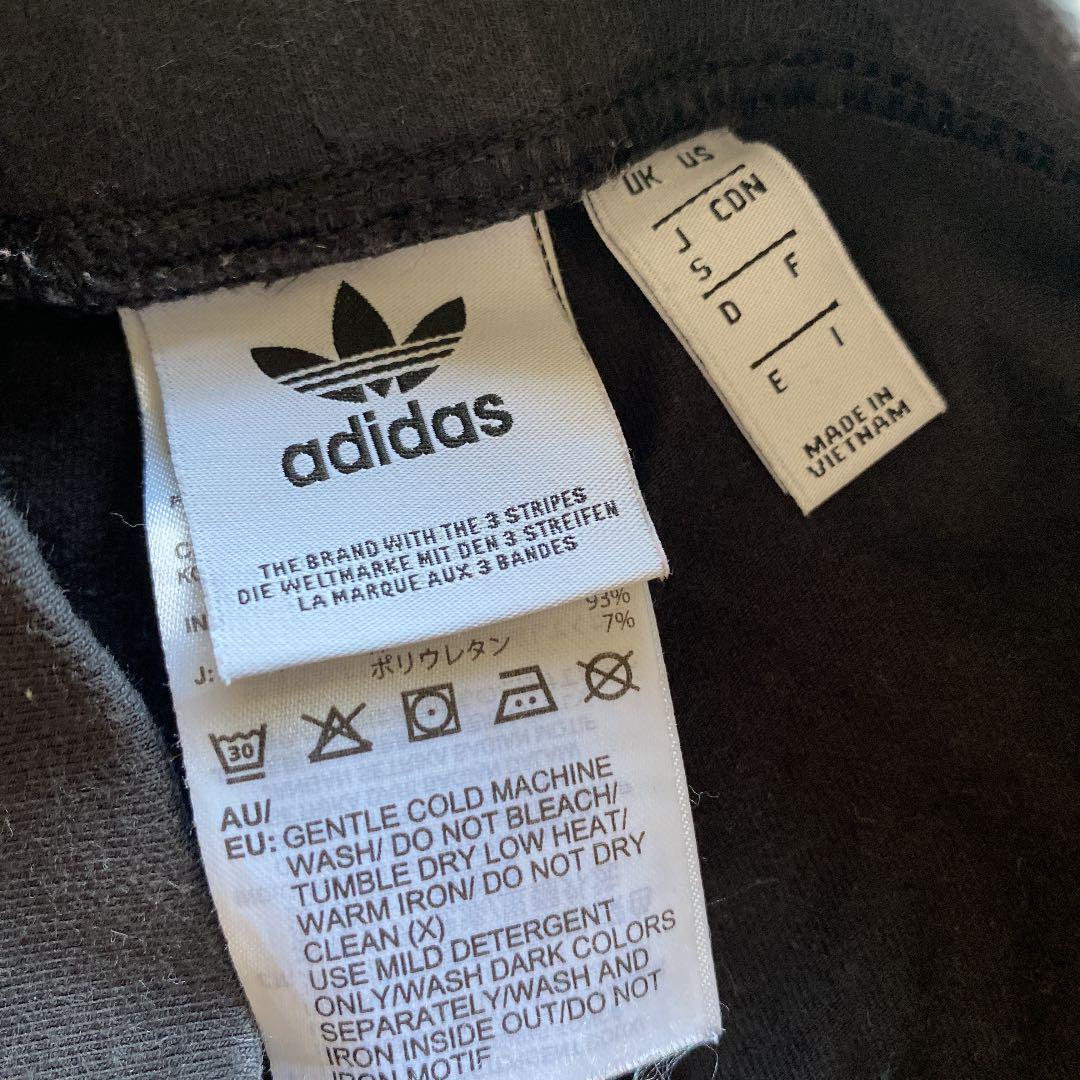 adidas
THE BRAND WITH THE 3 STRIPES
DIE WELTMARKE MIT DEN 3 STREIFEN
LA MARQUE AUX 3 BANDES
UK US
J CDN
S
D F
E I
MADE IN
VIETNAM
IN
93%
J: ポリウレタン 7%
30
AU/
EU: GENTLE COLD MACHINE
WASH/ DO NOT BLEACH/
TUMBLE DRY LOW HEAT/
WARM IRON/ DO NOT DRY
CLEAN (X)
USE MILD DETERGENT
ONLY/WASH DARK COLORS
SEPARATELY/WASH AND
IRON INSIDE OUT/DO NOT
IRON MOTIF